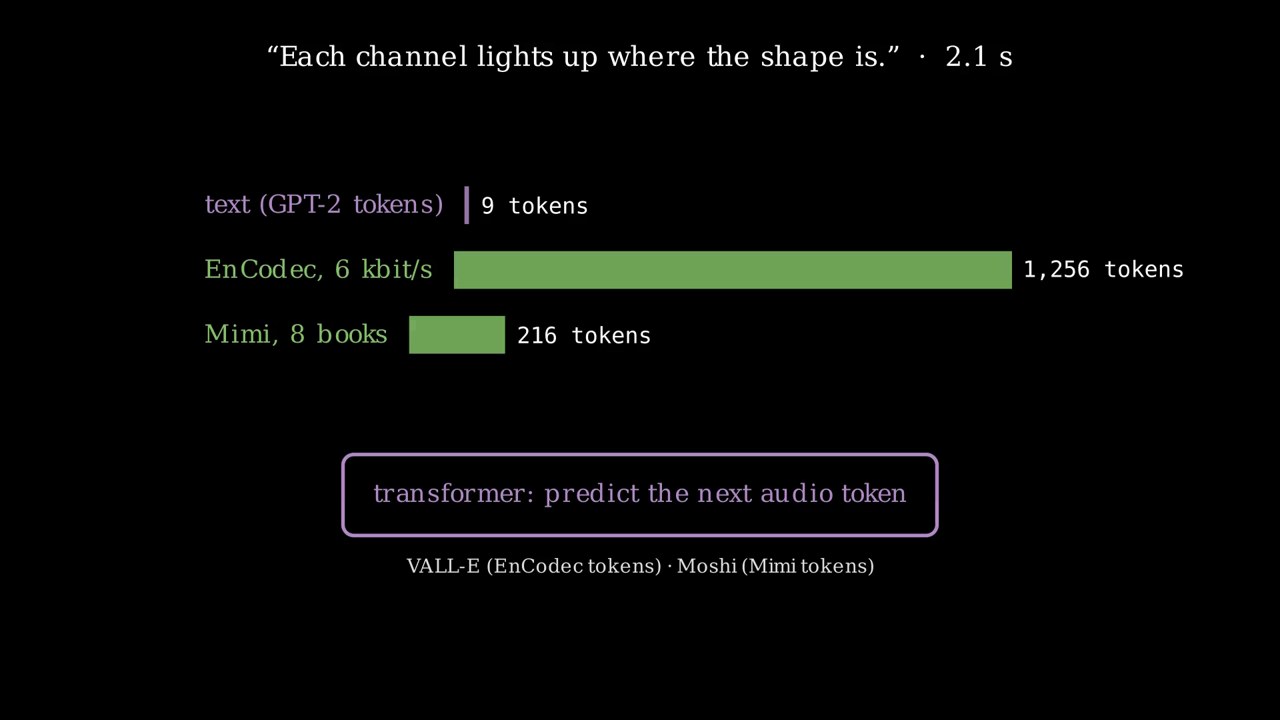 “Each channel lights up where the shape is.” · 2.1 s
text (GPT-2 tokens) 9 tokens
EnCodec, 6 kbit/s 1,256 tokens
Mimi, 8 books 216 tokens
transformer: predict the next audio token
VALL-E (EnCodec tokens) · Moshi (Mimi tokens)